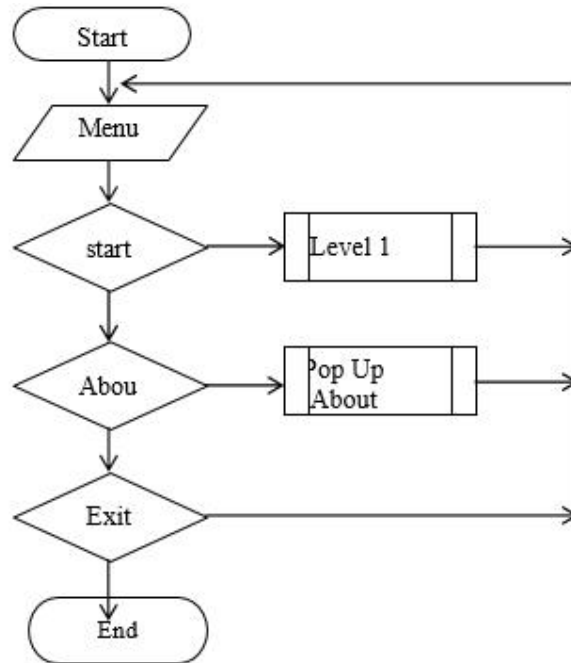 Start
Menu
start
Level 1
Abou
Pop Up
About
Exit
End